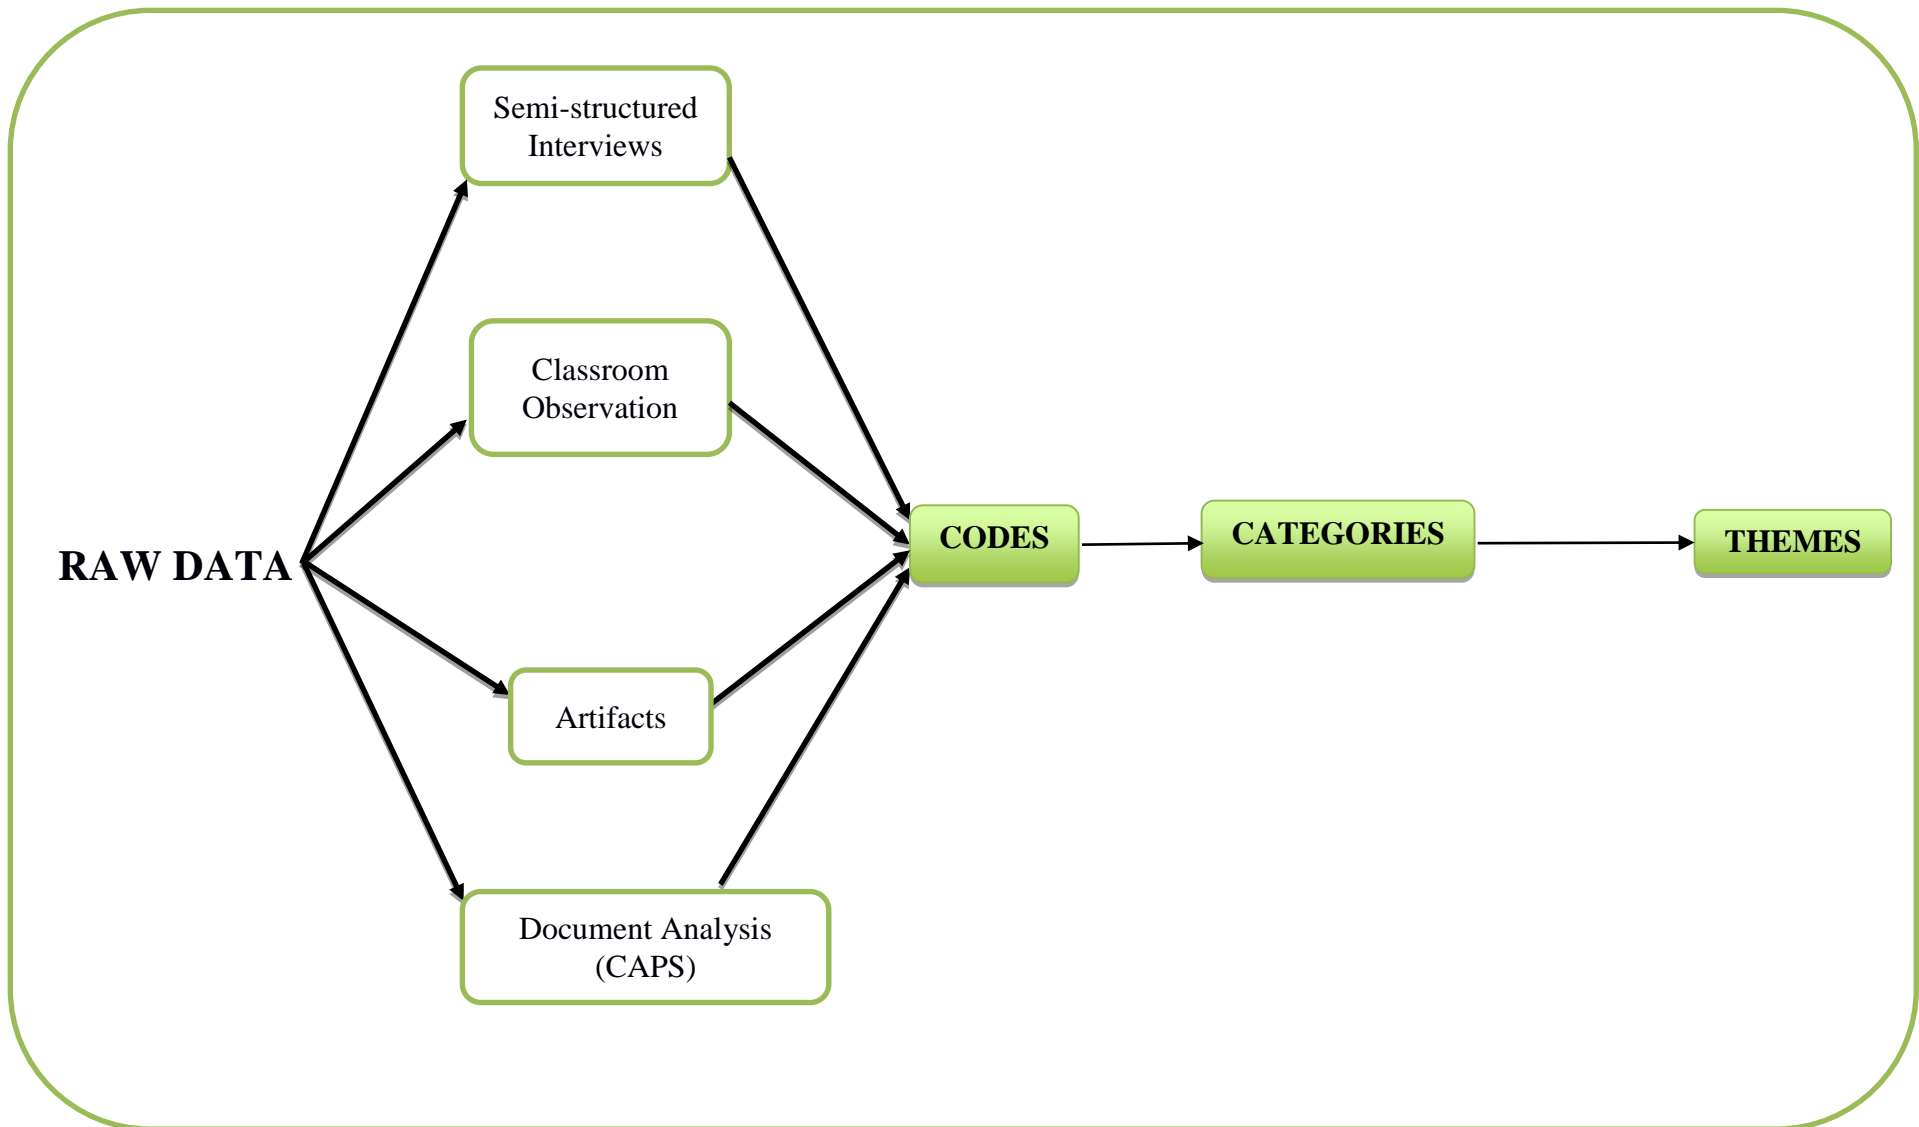 Semi-structured
Interviews
Classroom
Observation
RAW DATA
CODES
CATEGORIES
THEMES
Artifacts
Document Analysis
(CAPS)